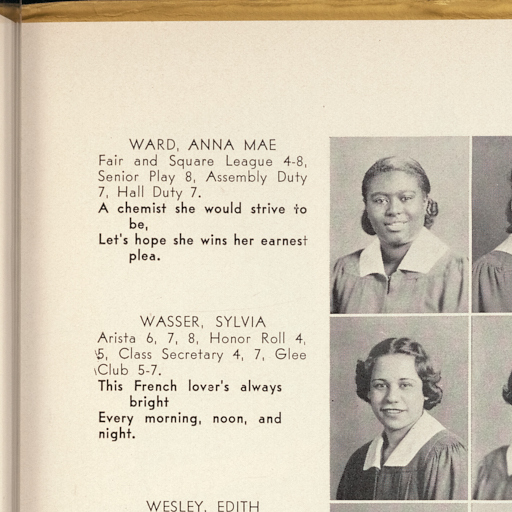 WARD, ANNA MAE
Fair and Square League 4-8,
Senior Play 8, Assembly Duty
7, Hall Duty 7.
A chemist she would strive to
be,
Let's hope she wins her earnest
plea.
WASSER, SYLVIA
Arista 6, 7, 8, Honor Roll 4,
5, Class Secretary 4, 7, Glee
Club 5-7.
This French lover's always
bright
Every morning, noon, and
night.
WESLEY, EDITH